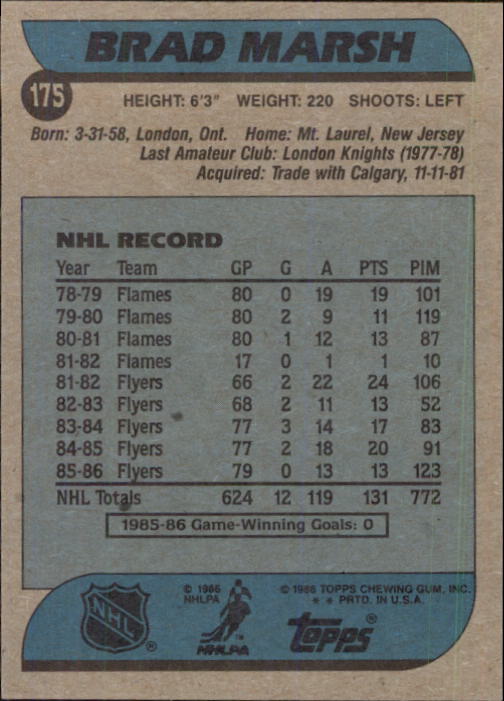 BRAD MARSH
175
HEIGHT: 6'3" WEIGHT: 220 SHOOTS: LEFT
Born: 3-31-58, London, Ont. Home: Mt. Laurel, New Jersey
Last Amateur Club: London Knights (1977-78)
Acquired: Trade with Calgary, 11-11-81
NHL RECORD
Year Team GP G A PTS PIM
78-79 Flames 80 0 19 19 101
79-80 Flames 80 2 9 11 119
80-81 Flames 80 1 12 13 87
81-82 Flames 17 0 1 1 10
81-82 Flyers 66 2 22 24 106
82-83 Flyers 68 2 11 13 52
83-84 Flyers 77 3 14 17 83
84-85 Flyers 77 2 18 20 91
85-86 Flyers 79 0 13 13 123
NHL Totals 624 12 119 131 772
1985-86 Game-Winning Goals: 0
NHL ®
© 1986
NHLPA
™
NHLPA
© 1986 TOPPS CHEWING GUM, INC.
* * PRTD. IN U.S.A.
topps ®